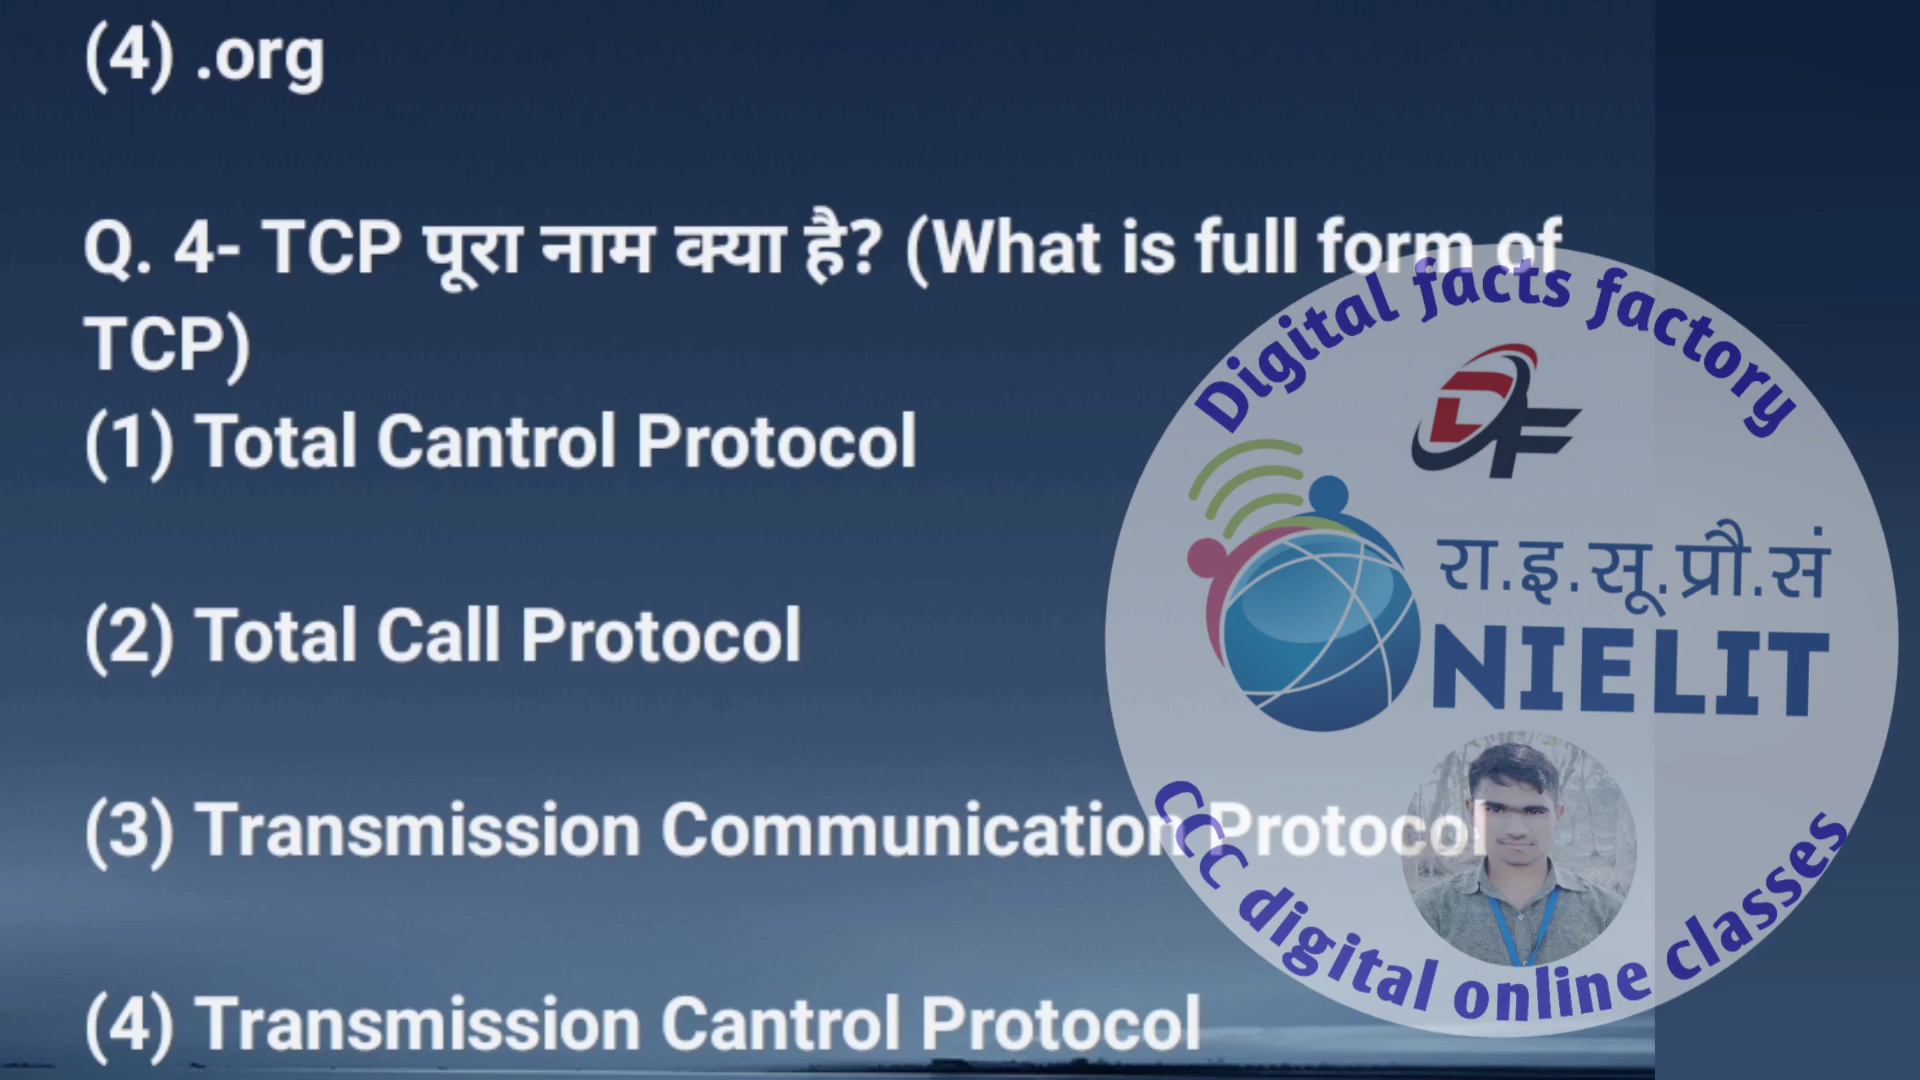 (4) .org
Q. 4- TCP पूरा नाम क्या है? (What is full form of
TCP)
(1) Total Cantrol Protocol
(2) Total Call Protocol
(3) Transmission Communication Protocol
(4) Transmission Cantrol Protocol
Digital facts factory
DF
रा.इ.सू.प्रौ.सं
NIELIT
CCC digital online classes